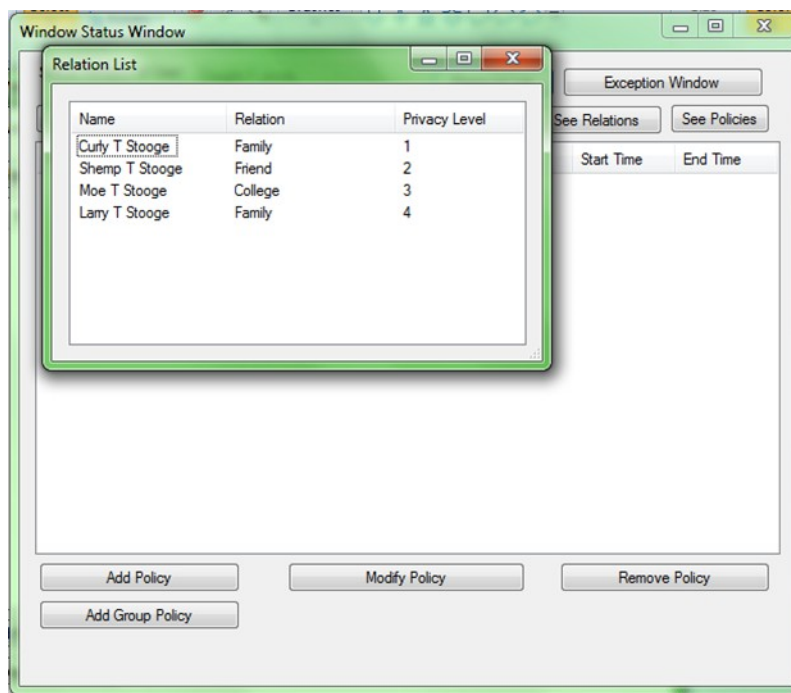 Window Status Window
Relation List
Exception Window
See Relations See Policies
Name Relation Privacy Level
Start Time End Time
Curly T Stooge Family 1
Shemp T Stooge Friend 2
Moe T Stooge College 3
Larry T Stooge Family 4
Add Policy Modify Policy Remove Policy
Add Group Policy